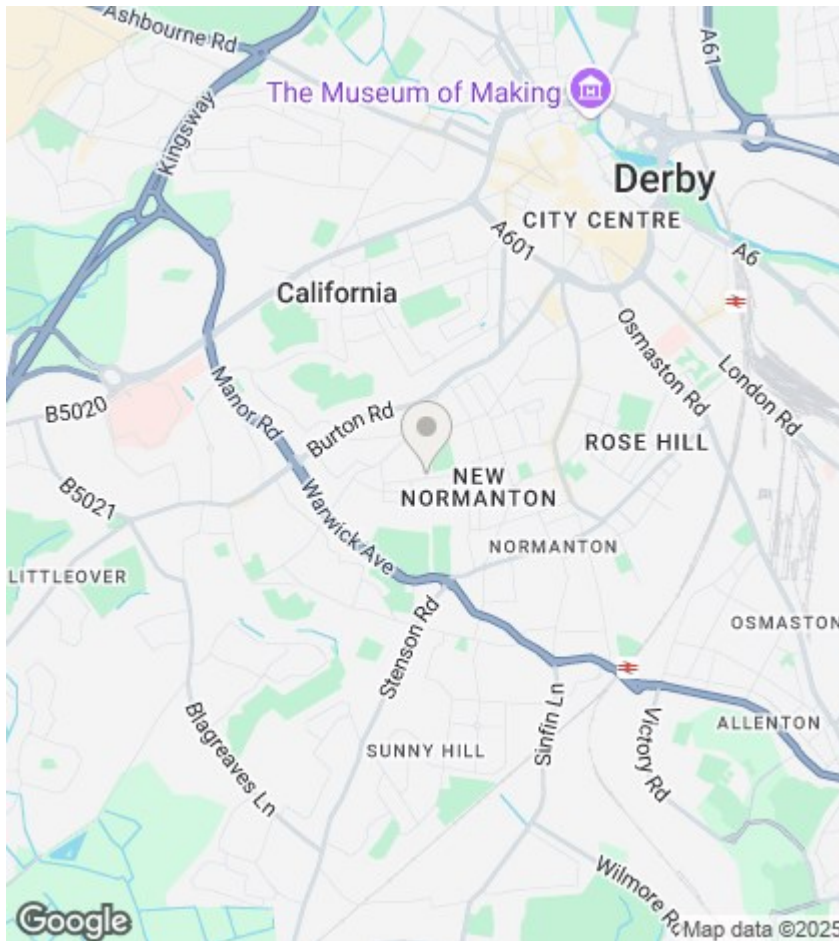 Ashbourne Rd
A61
The Museum of Making
Kingsway
Derby
CITY CENTRE
A601
A6
California
Osmaston Rd
London Rd
B5020
Manor Rd
Burton Rd
ROSE HILL
B5021
NEW
NORMANTON
Warwick Ave
NORMANTON
LITTLEOVER
Stenson Rd
OSMASTON
Sinfin Ln
Victory Rd
ALLENTON
Blagreaves Ln
SUNNY HILL
Wilmore Rd
Google
Map data ©2025